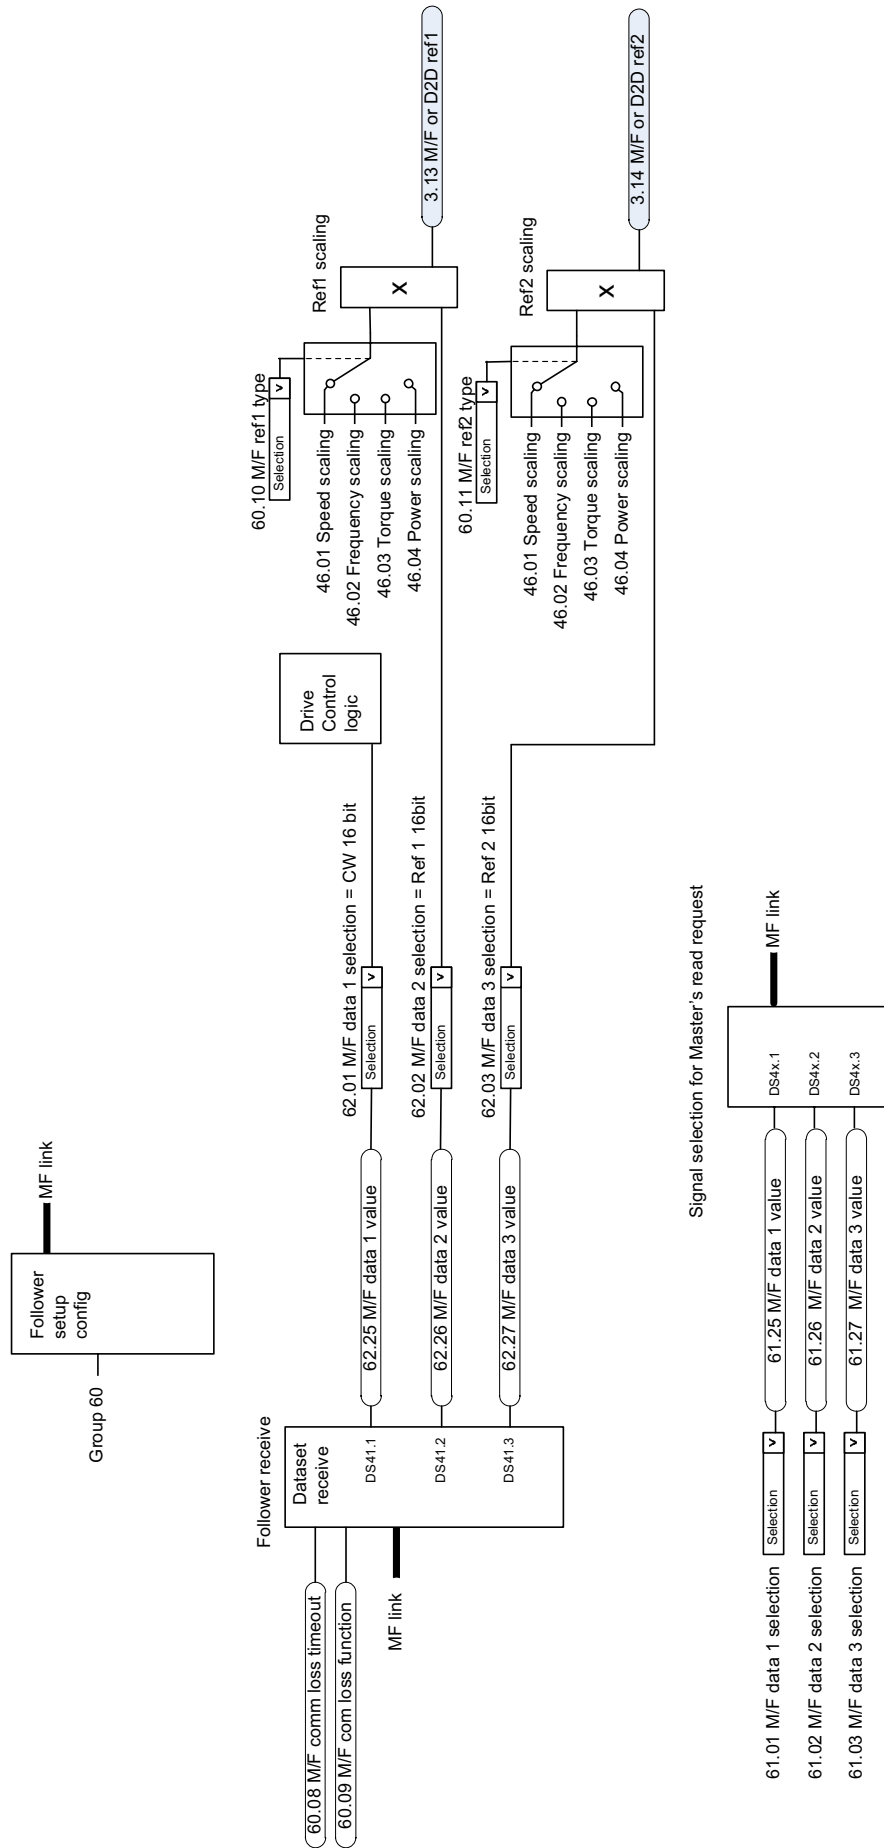 Group 60
Follower
setup
config
MF link
60.08 M/F comm loss timeout
60.09 M/F com loss function
MF link
Follower receive
Dataset
receive
DS41.1
DS41.2
DS41.3
62.25 M/F data 1 value
62.26 M/F data 2 value
62.27 M/F data 3 value
62.01 M/F data 1 selection = CW 16 bit
Selection
62.02 M/F data 2 selection = Ref 1 16bit
Selection
62.03 M/F data 3 selection = Ref 2 16bit
Selection
Drive
Control
logic
60.10 M/F ref1 type
Selection
46.01 Speed scaling
46.02 Frequency scaling
46.03 Torque scaling
46.04 Power scaling
Ref1 scaling
X
3.13 M/F or D2D ref1
60.11 M/F ref2 type
Selection
46.01 Speed scaling
46.02 Frequency scaling
46.03 Torque scaling
46.04 Power scaling
Ref2 scaling
X
3.14 M/F or D2D ref2
Signal selection for Master's read request
61.01 M/F data 1 selection
Selection
61.25 M/F data 1 value
DS4x.1
MF link
61.02 M/F data 2 selection
Selection
61.26 M/F data 2 value
DS4x.2
61.03 M/F data 3 selection
Selection
61.27 M/F data 3 value
DS4x.3